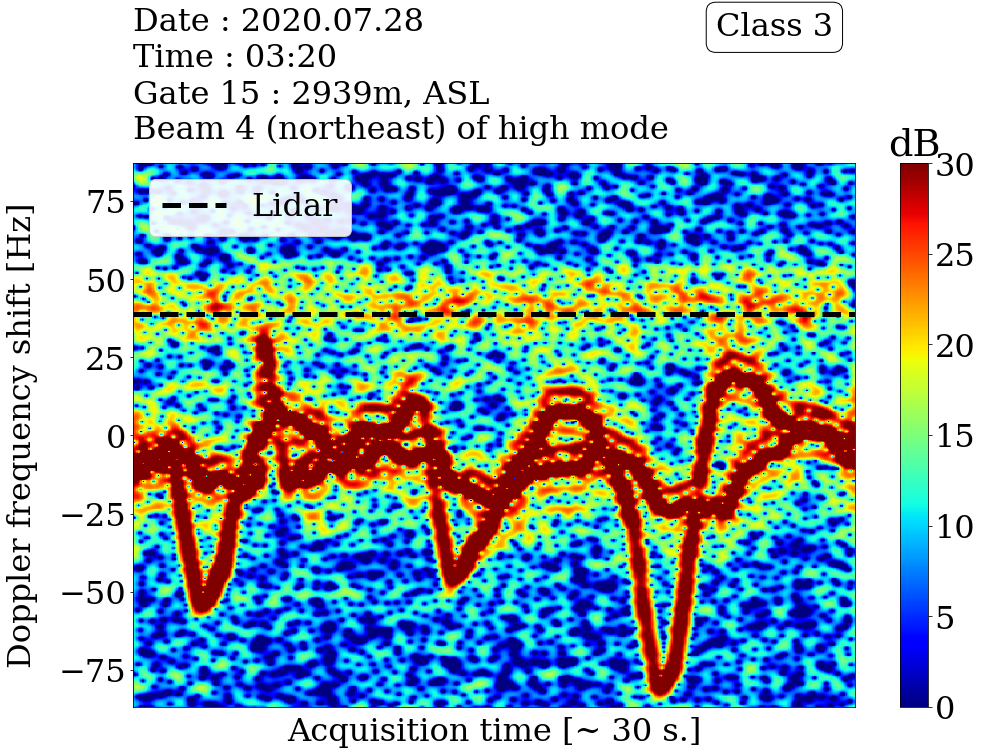 Date : 2020.07.28
Time : 03:20
Gate 15 : 2939m, ASL
Beam 4 (northeast) of high mode
Class 3
dB
Lidar
75
50
25
0
−25
−50
−75
Doppler frequency shift [Hz]
Acquisition time [~ 30 s.]
30
25
20
15
10
5
0